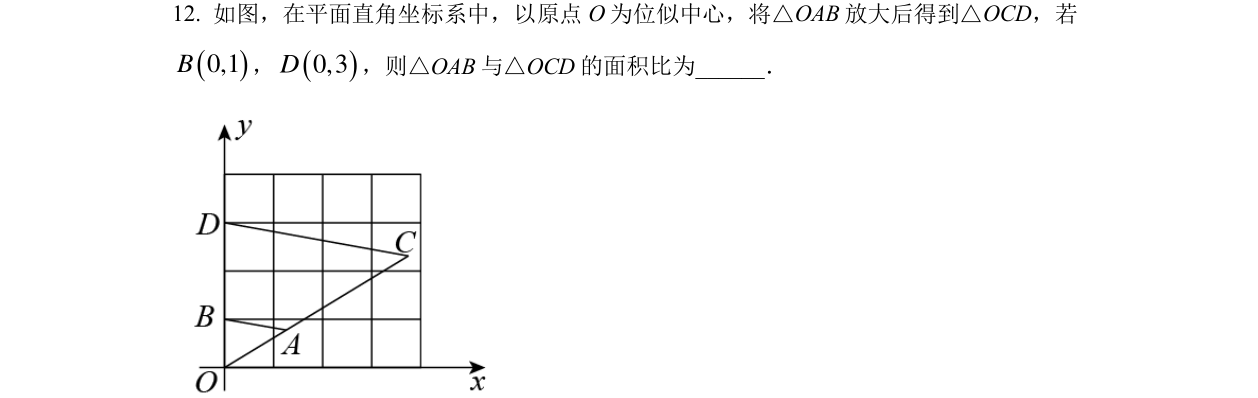 12. 如图，在平面直角坐标系中，以原点 O 为位似中心，将△OAB 放大后得到△OCD，若
B(0,1)，D(0,3)，则△OAB 与△OCD 的面积比为______．
y
D
C
B
A
O
x